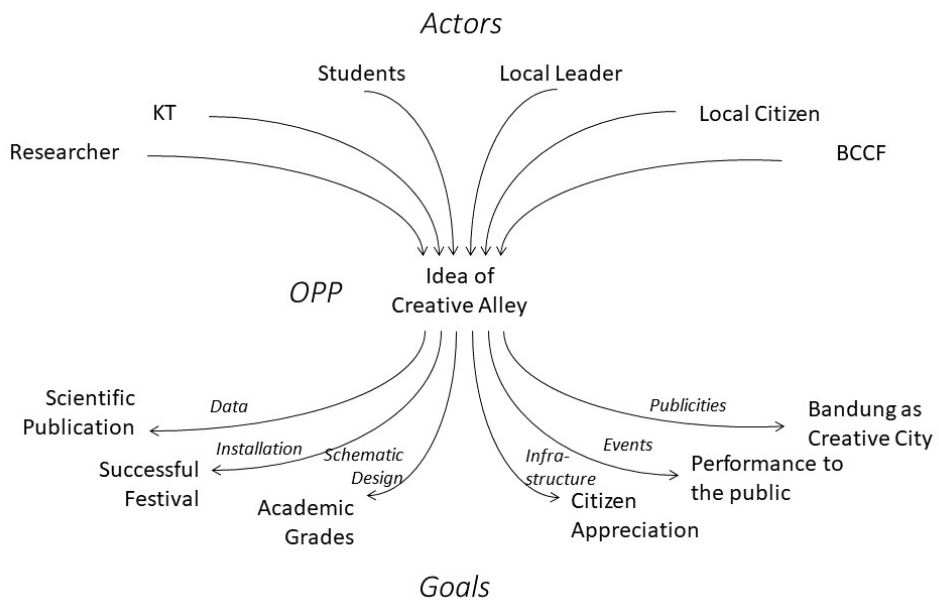 Actors
Students
Local Leader
KT
Local Citizen
Researcher
BCCF
Idea of
Creative Alley
OPP
Scientific
Publication
Data
Publicities
Bandung as
Creative City
Successful
Festival
Installation
Events
Performance to
the public
Academic
Grades
Schematic
Design
Infra-
structure
Citizen
Appreciation
Goals